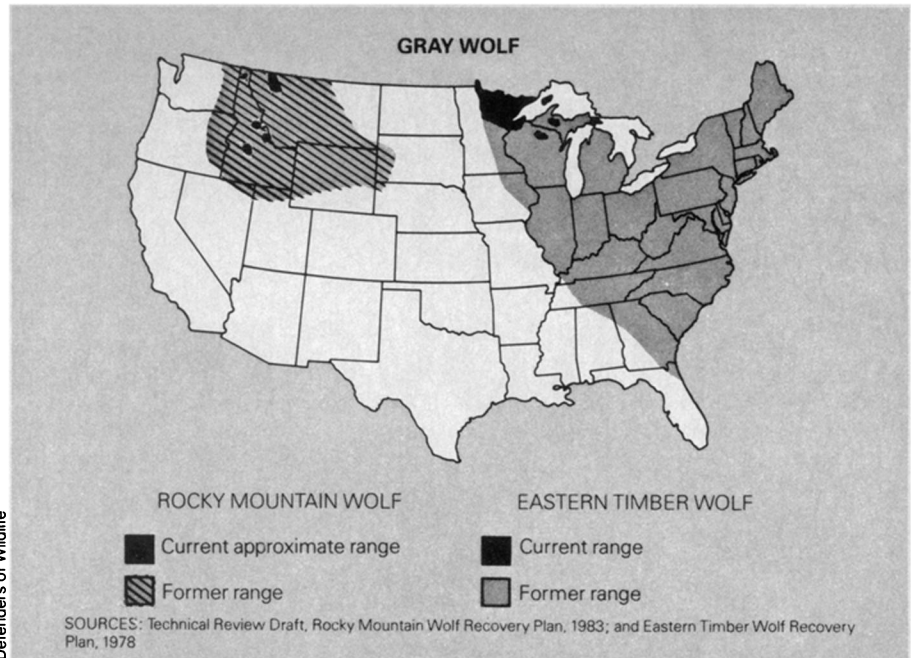 GRAY WOLF
ROCKY MOUNTAIN WOLF
Current approximate range
Former range
EASTERN TIMBER WOLF
Current range
Former range
SOURCES: Technical Review Draft, Rocky Mountain Wolf Recovery Plan, 1983; and Eastern Timber Wolf Recovery
Plan, 1978
Defenders of Wildlife